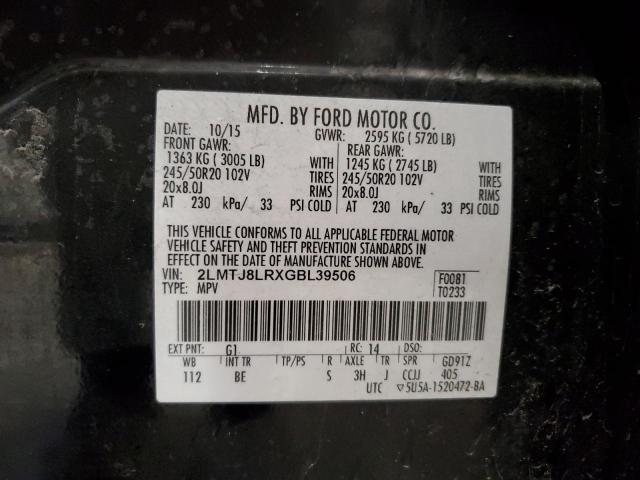 MFD. BY FORD MOTOR CO.
DATE: 10/15 GVWR: 2595 KG ( 5720 LB)
FRONT GAWR: REAR GAWR:
1363 KG ( 3005 LB) WITH 1245 KG ( 2745 LB) WITH
245/50R20 102V TIRES 245/50R20 102V TIRES
20x8.0J RIMS 20x8.0J RIMS
AT 230 kPa/ 33 PSI COLD AT 230 kPa/ 33 PSI COLD
THIS VEHICLE CONFORMS TO ALL APPLICABLE FEDERAL MOTOR
VEHICLE SAFETY AND THEFT PREVENTION STANDARDS IN
EFFECT ON THE DATE OF MANUFACTURE SHOWN ABOVE.
VIN: 2LMTJ8LRXGBL39506 F0081
TYPE: MPV T0233
EXT PNT: G1 RC: 14 DSO:
WB INT TR TP/PS R AXLE TR SPR GD91Z
112 BE S 3H J CCJJ 405
UTC 5U5A-1520472-BA